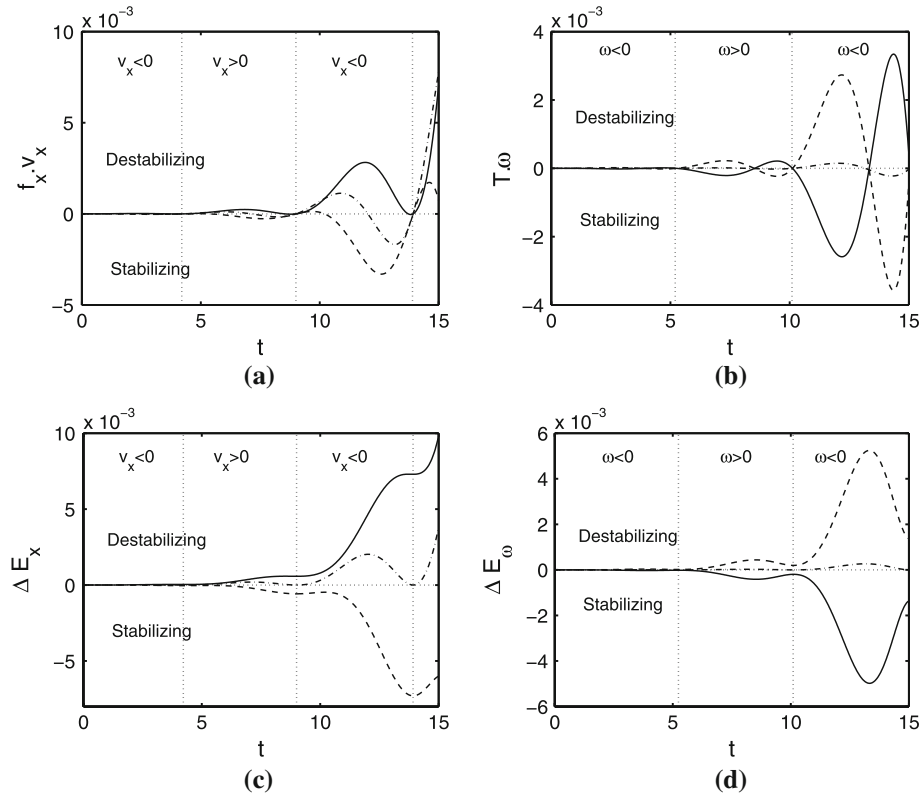 x 10⁻³
10
v_x<0
v_x>0
v_x<0
5
Destabilizing
f_x.v_x
0
Stabilizing
−5
0
5
10
15
t
(a)
x 10⁻³
4
ω<0
ω>0
ω<0
2
Destabilizing
T.ω
0
Stabilizing
−2
−4
0
5
10
15
t
(b)
x 10⁻³
10
v_x<0
v_x>0
v_x<0
5
Destabilizing
Δ E_x
0
Stabilizing
−5
0
5
10
15
t
(c)
x 10⁻³
6
ω<0
ω>0
ω<0
4
2
Destabilizing
Δ E_ω
0
Stabilizing
−2
−4
−6
0
5
10
15
t
(d)